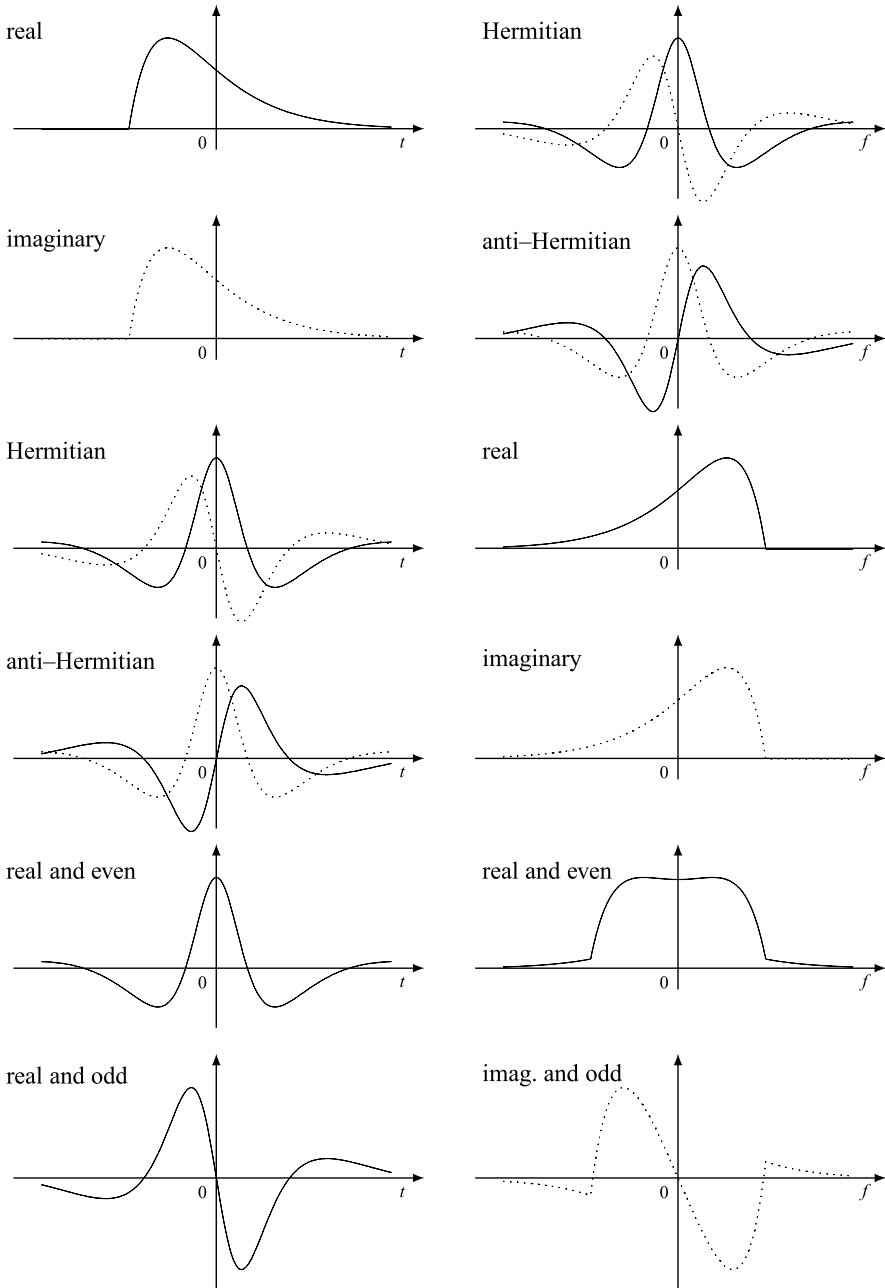 real
0
t
Hermitian
0
f
imaginary
0
t
anti–Hermitian
0
f
Hermitian
0
t
real
0
f
anti–Hermitian
0
t
imaginary
0
f
real and even
0
t
real and even
0
f
real and odd
0
t
imag. and odd
0
f